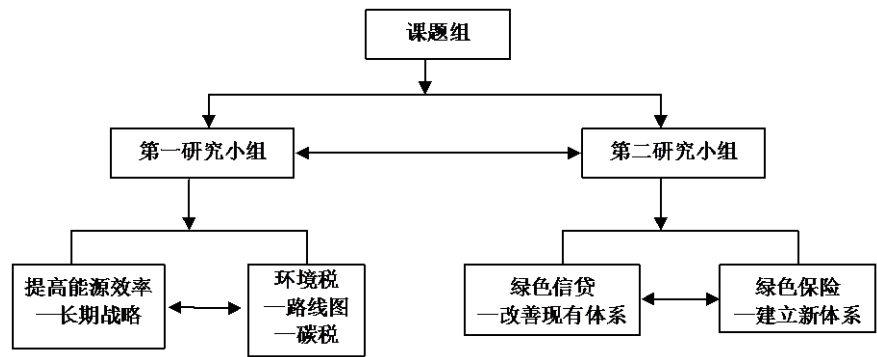 课题组
第一研究小组
第二研究小组
提高能源效率
—长期战略
环境税
—路线图
—碳税
绿色信贷
—改善现有体系
绿色保险
—建立新体系